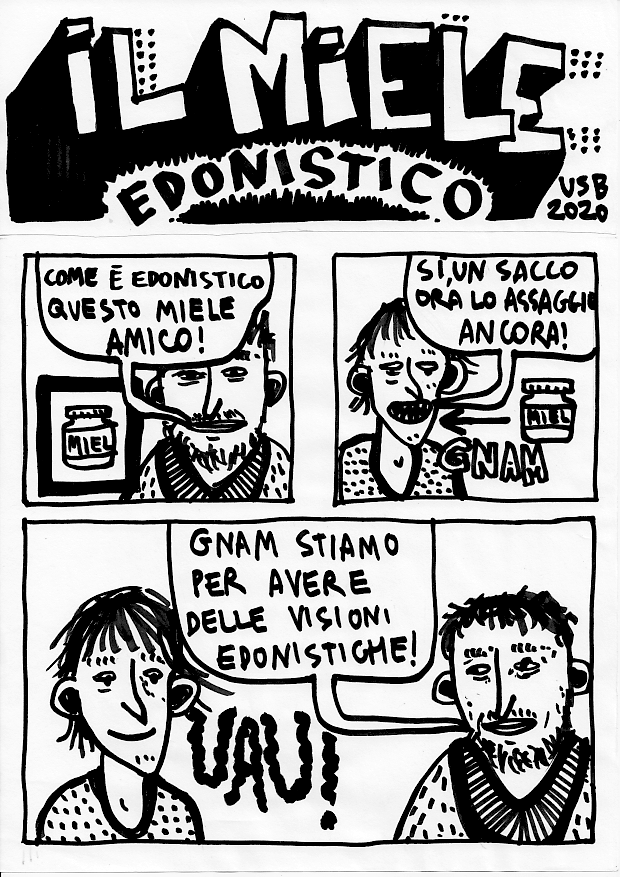 iL MiELE
EDONISTICO
USB
2020
COME È EDONISTICO
QUESTO MIELE
AMICO!
MIEL
SÌ, UN SACCO
ORA LO ASSAGGIO
ANCORA!
MIEL
GNAM
GNAM STIAMO
PER AVERE
DELLE VISIONI
EDONISTICHE!
UAU!